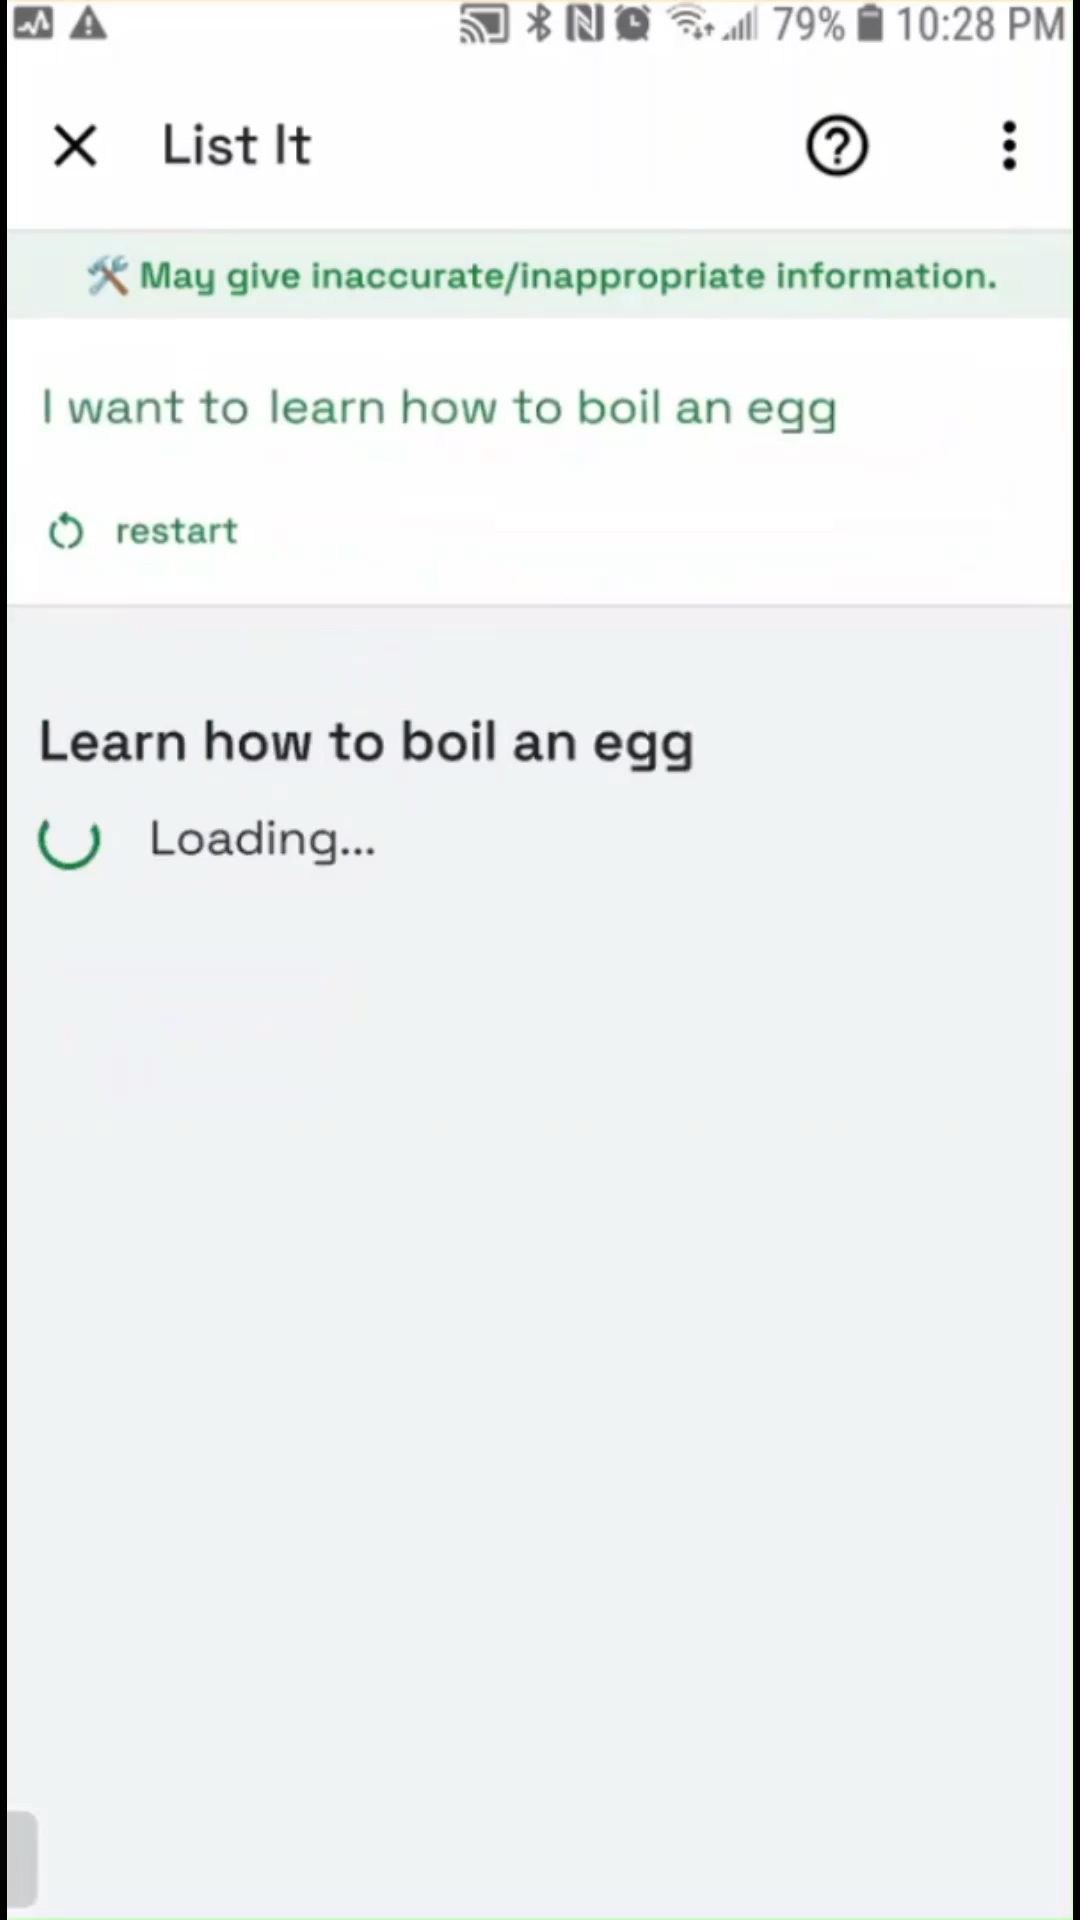 79% 10:28 PM
List It
May give inaccurate/inappropriate information.
I want to learn how to boil an egg
restart
Learn how to boil an egg
Loading...